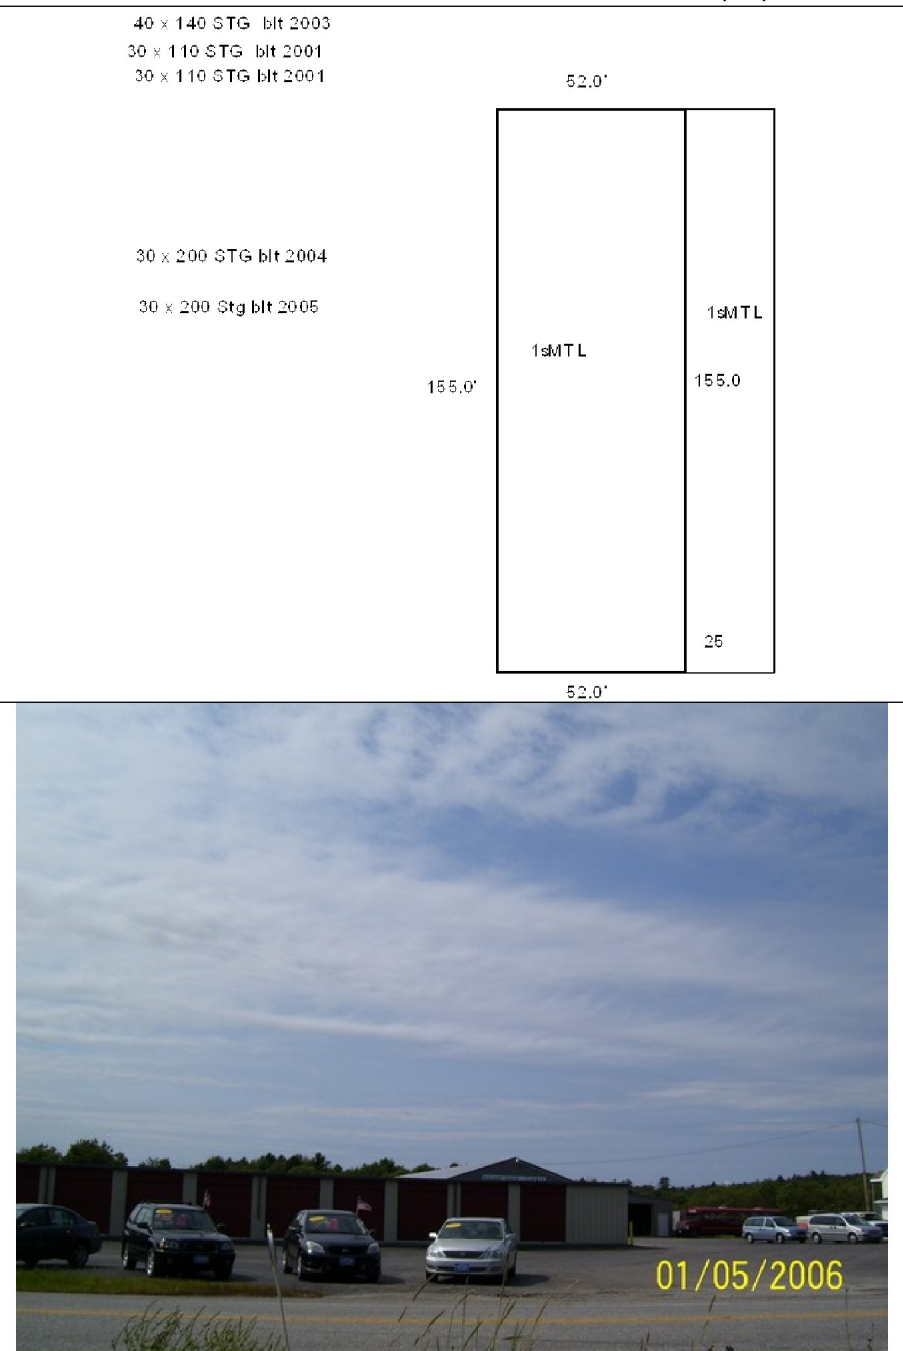 40 x 140 STG blt 2003
30 x 110 STG blt 2001
30 x 110 STG blt 2001
52.0'
30 x 200 STG blt 2004
30 x 200 Stg blt 2005
1sMTL
1sMTL
155.0'
155.0
25
52.0'
01/05/2006